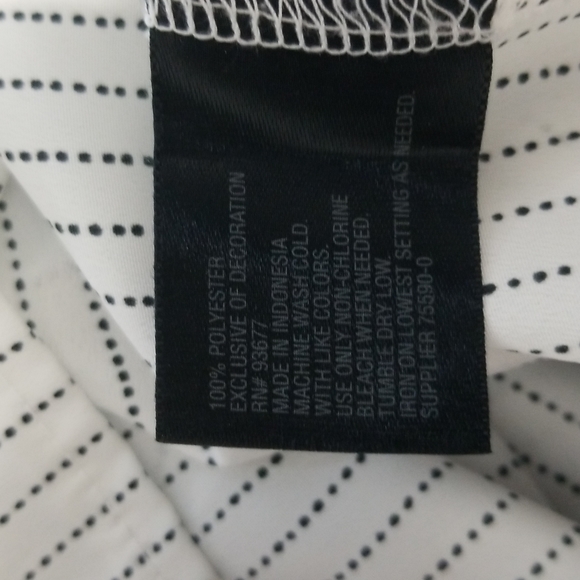 100% POLYESTER
EXCLUSIVE OF DECORATION
RN# 93677
MADE IN INDONESIA
MACHINE WASH COLD.
WITH LIKE COLORS.
USE ONLY NON-CHLORINE
BLEACH WHEN NEEDED.
TUMBLE DRY LOW.
IRON ON LOWEST SETTING AS NEEDED.
SUPPLIER 75590-0